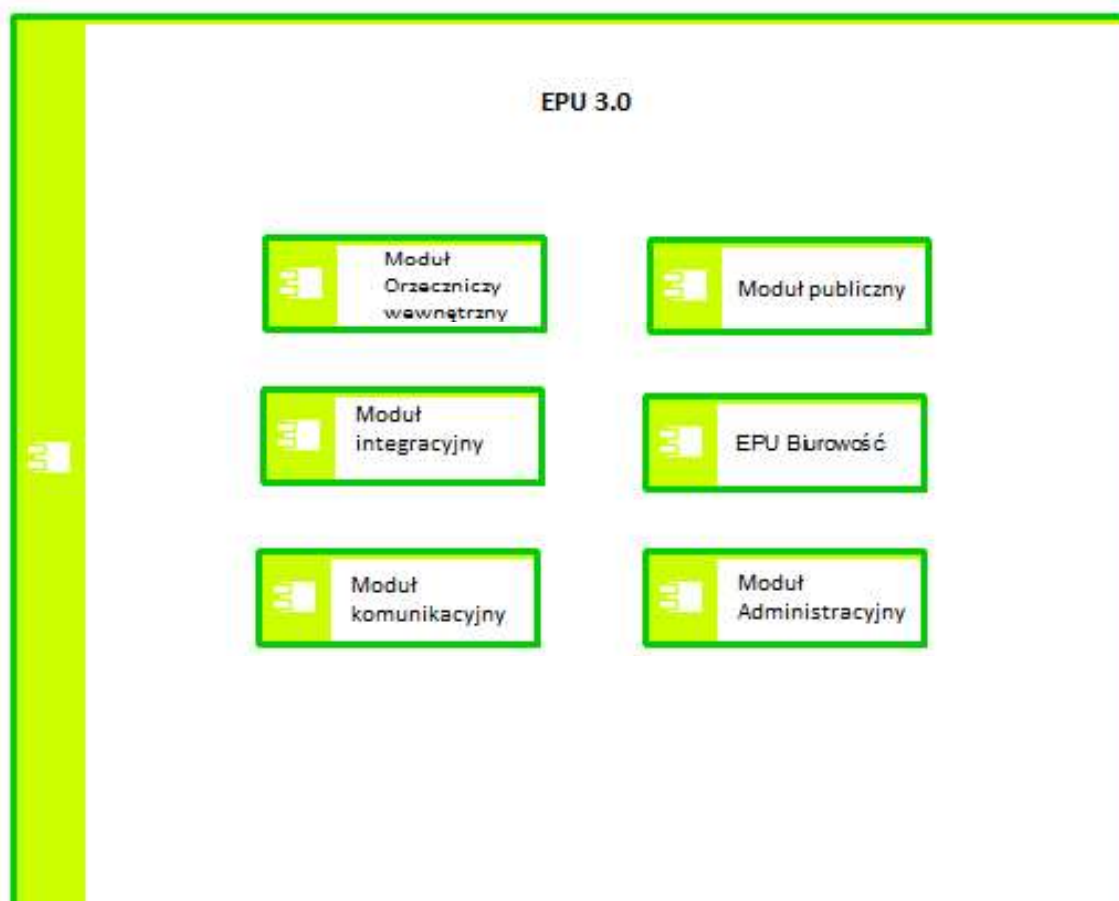 EPU 3.0
Moduł
Orzeczniczy
wewnętrzny
Moduł publiczny
Moduł
integracyjny
EPU Biurowość
Moduł
komunikacyjny
Moduł
Administracyjny